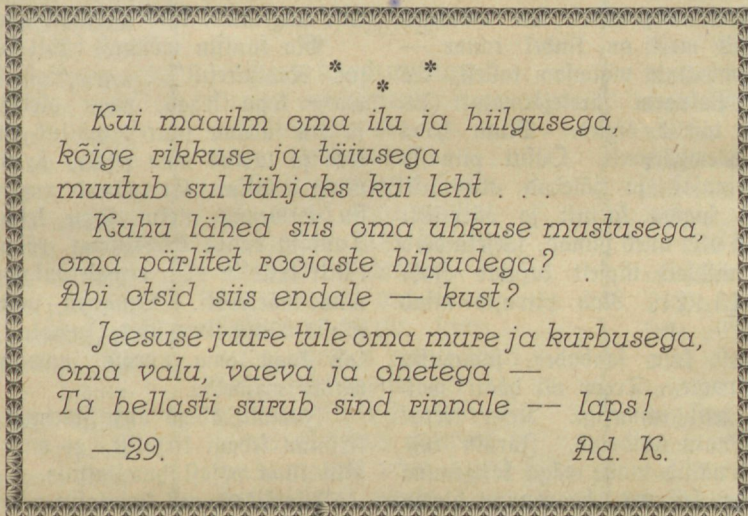 * * *
Kui maailm oma ilu ja hiilgusega,
kõige rikkuse ja täiusega
muutub sul tühjaks kui leht . . .
Kuhu lähed siis oma uhkuse mustusega,
oma pärlitet roojaste hilpudega?
Abi otsid siis endale — kust?
Jeesuse juure tule oma mure ja kurbusega,
oma valu, vaeva ja ohetega —
Ta hellasti surub sind rinnale -- laps!
—29. Ad. K.